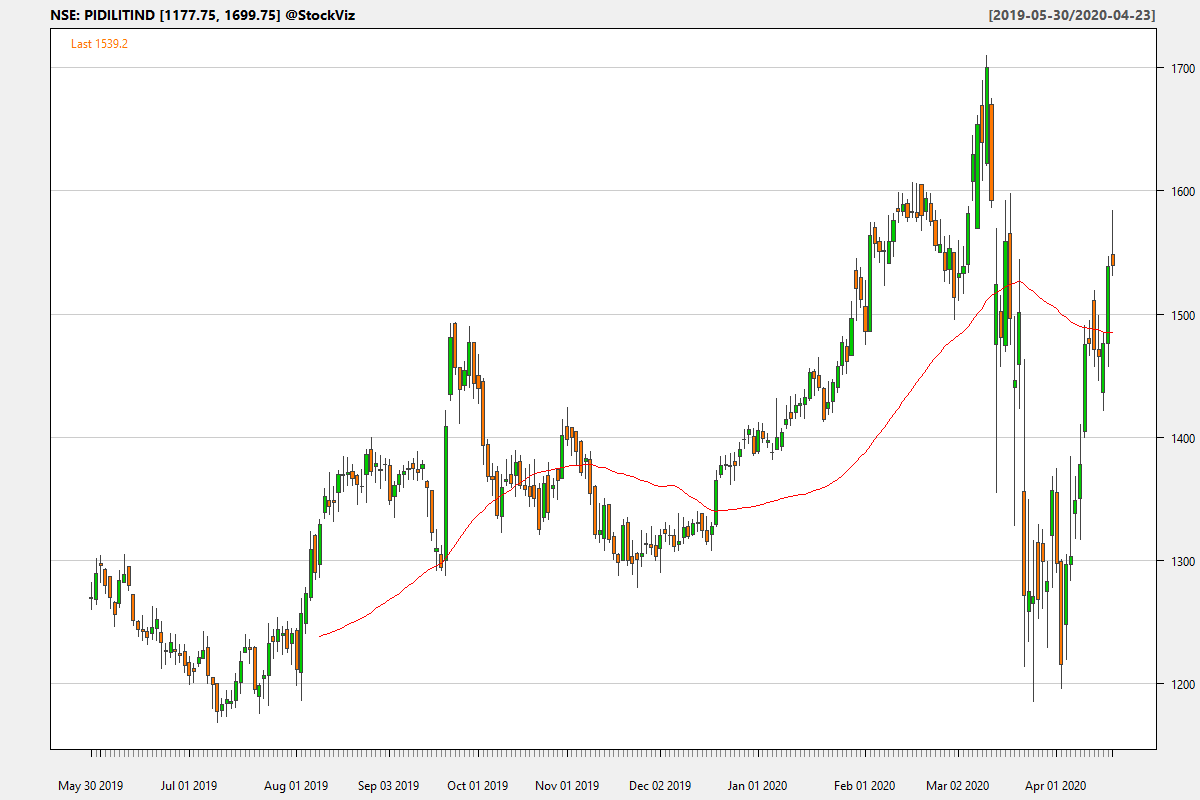 NSE: PIDILITIND [1177.75, 1699.75] @StockViz
[2019-05-30/2020-04-23]
Last 1539.2
1700
1600
1500
1400
1300
1200
May 30 2019 Jul 01 2019 Aug 01 2019 Sep 03 2019 Oct 01 2019 Nov 01 2019 Dec 02 2019 Jan 01 2020 Feb 01 2020 Mar 02 2020 Apr 01 2020